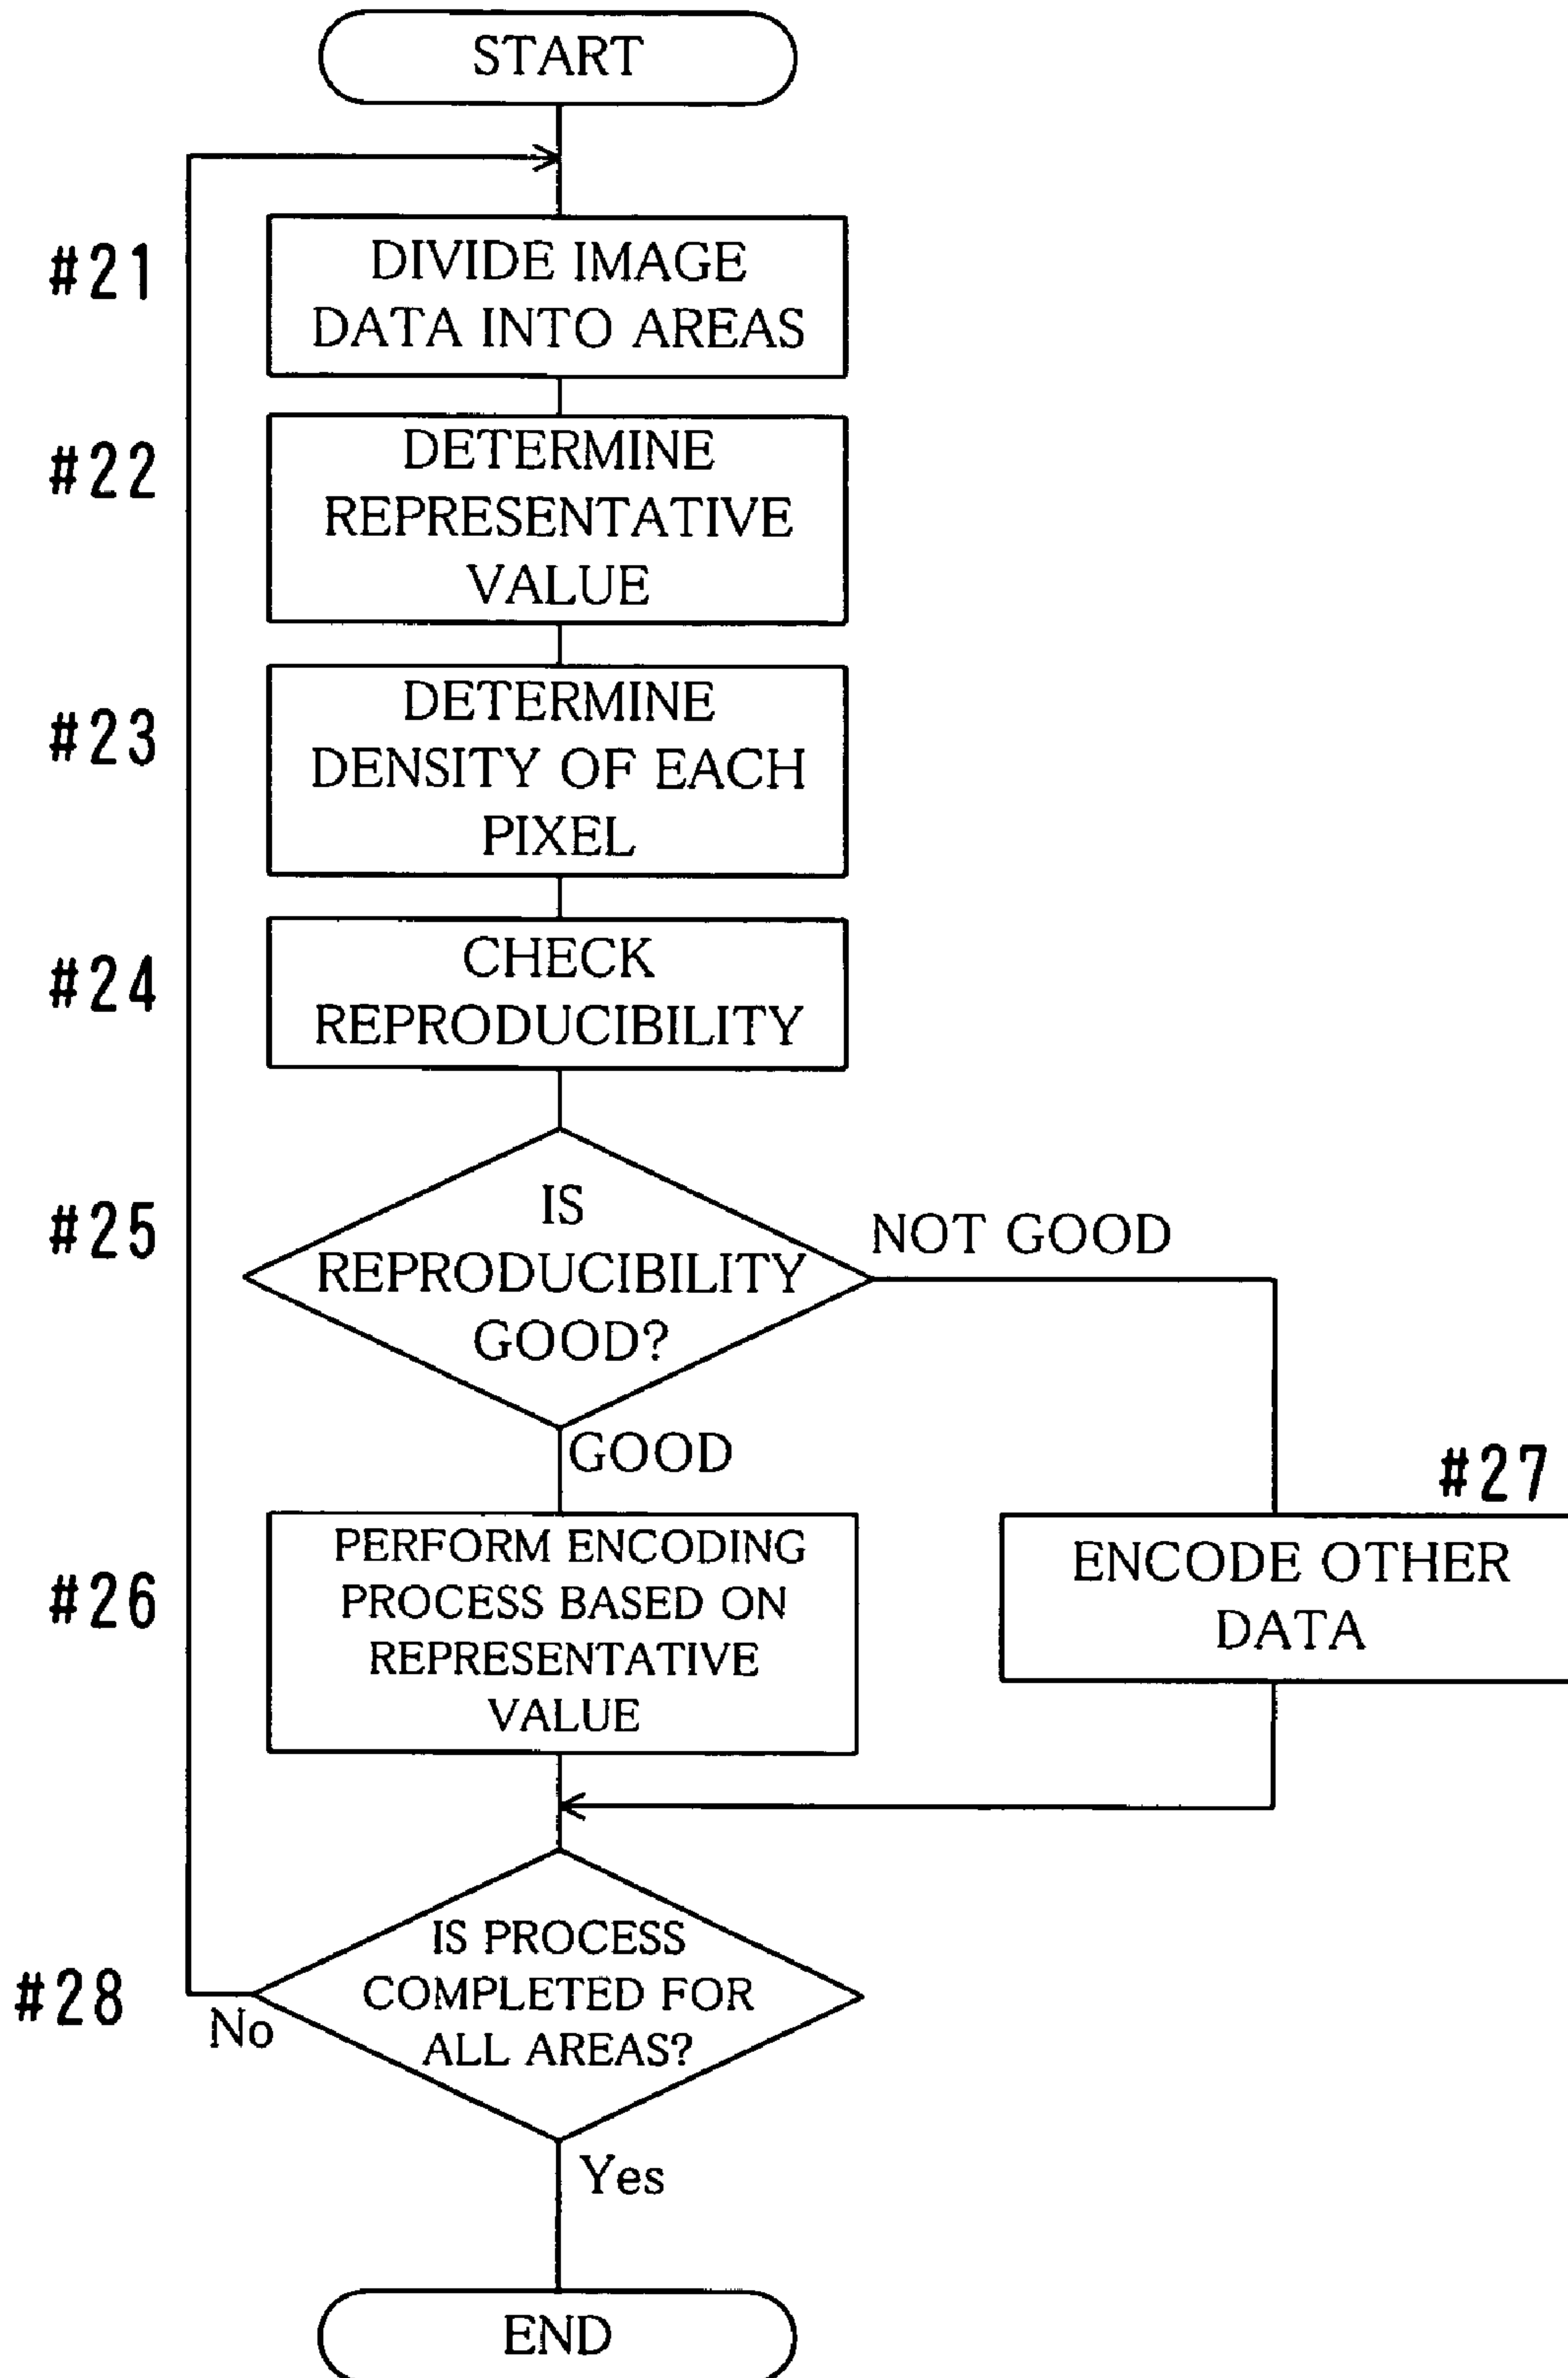 START
#21
DIVIDE IMAGE
DATA INTO AREAS
#22
DETERMINE
REPRESENTATIVE
VALUE
#23
DETERMINE
DENSITY OF EACH
PIXEL
#24
CHECK
REPRODUCIBILITY
#25
IS
REPRODUCIBILITY
GOOD?
NOT GOOD
GOOD
#26
PERFORM ENCODING
PROCESS BASED ON
REPRESENTATIVE
VALUE
#27
ENCODE OTHER
DATA
#28
IS PROCESS
COMPLETED FOR
ALL AREAS?
No
Yes
END